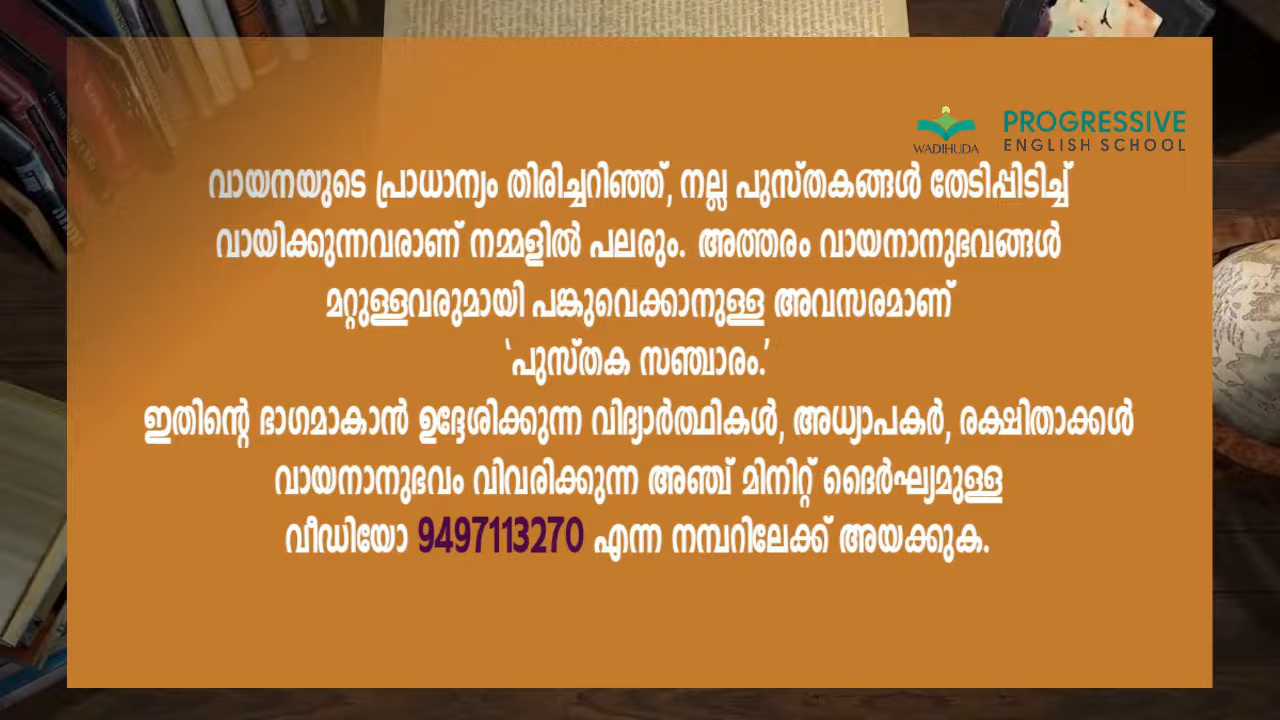 WADIHUDA
PROGRESSIVE
ENGLISH SCHOOL
വായനയുടെ പ്രാധാന്യം തിരിച്ചറിഞ്ഞ്, നല്ല പുസ്തകങ്ങൾ തേടിപ്പിടിച്ച്
വായിക്കുന്നവരാണ് നമ്മളിൽ പലരും. അത്തരം വായനാനുഭവങ്ങൾ
മറ്റുള്ളവരുമായി പങ്കുവെക്കാനുള്ള അവസരമാണ്
‘പുസ്തക സഞ്ചാരം.’
ഇതിന്റെ ഭാഗമാകാൻ ഉദ്ദേശിക്കുന്ന വിദ്യാർത്ഥികൾ, അധ്യാപകർ, രക്ഷിതാക്കൾ
വായനാനുഭവം വിവരിക്കുന്ന അഞ്ച് മിനിറ്റ് ദൈർഘ്യമുള്ള
വീഡിയോ 9497113270 എന്ന നമ്പറിലേക്ക് അയക്കുക.